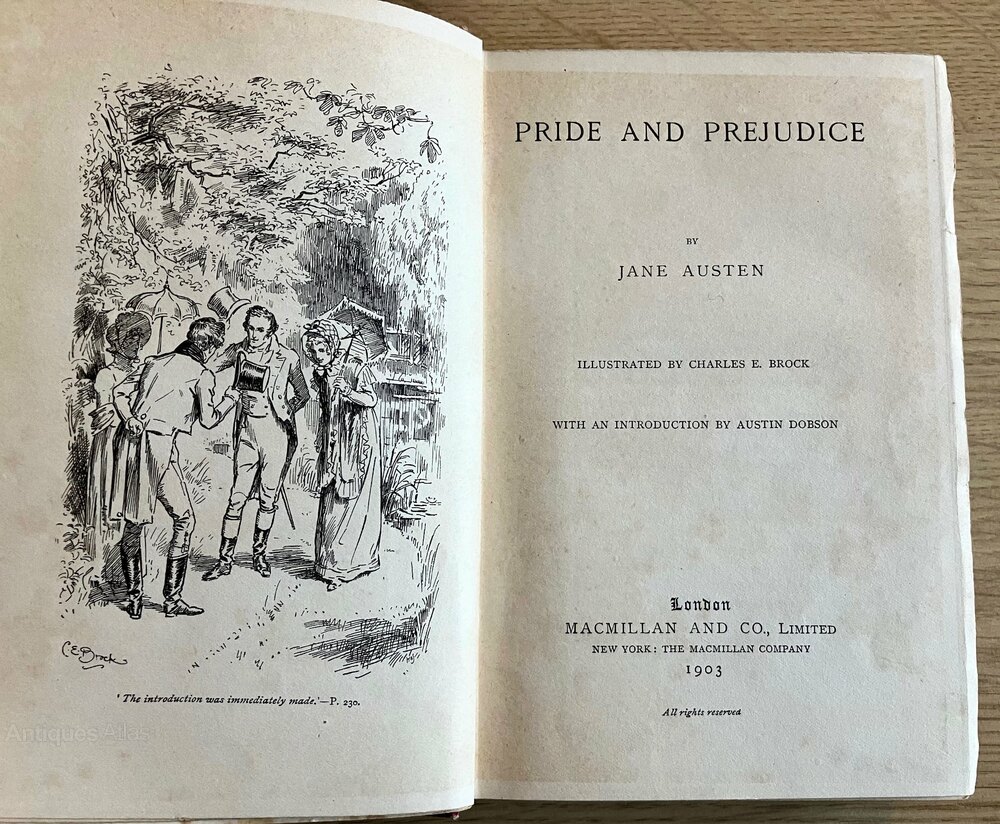 C.E.Brock
'The introduction was immediately made.'—P. 230.
Antiques Atlas
PRIDE AND PREJUDICE
BY
JANE AUSTEN
ILLUSTRATED BY CHARLES E. BROCK
WITH AN INTRODUCTION BY AUSTIN DOBSON
London
MACMILLAN AND CO., LIMITED
NEW YORK: THE MACMILLAN COMPANY
1903
All rights reserved